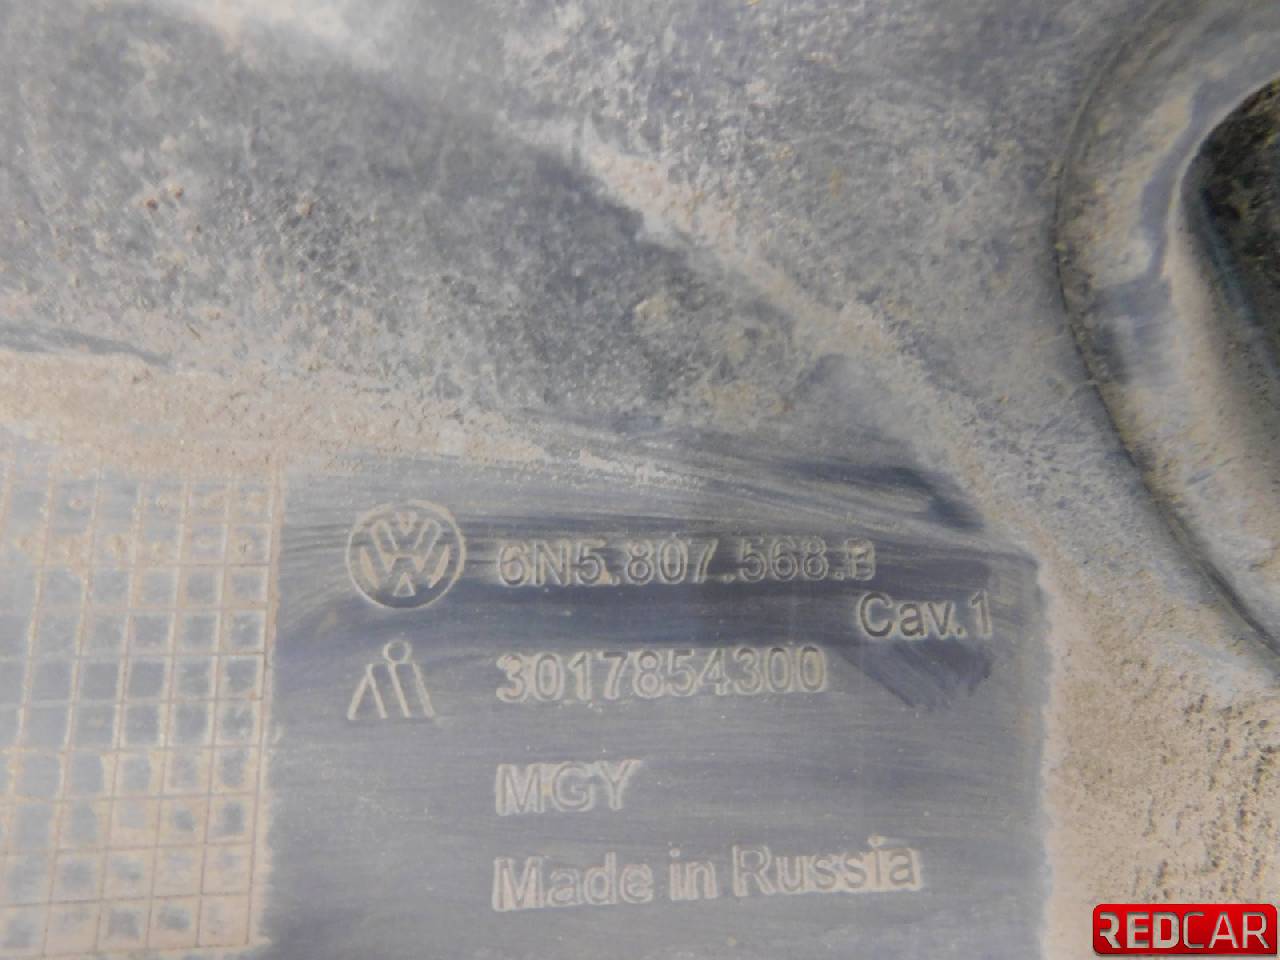 6N5.807.568.B
Cav.1
3017854300
MGY
Made in Russia
REDCAR